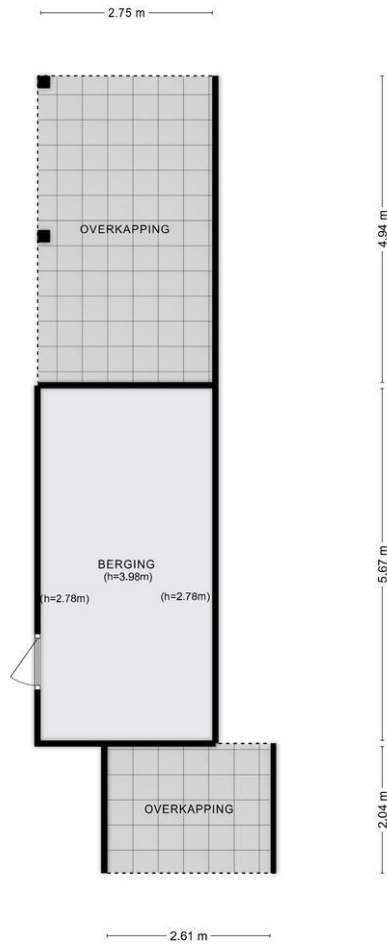 2.75 m
OVERKAPPING
4.94 m
BERGING
(h=3.98m)
(h=2.78m)
(h=2.78m)
5.67 m
OVERKAPPING
2.04 m
2.61 m